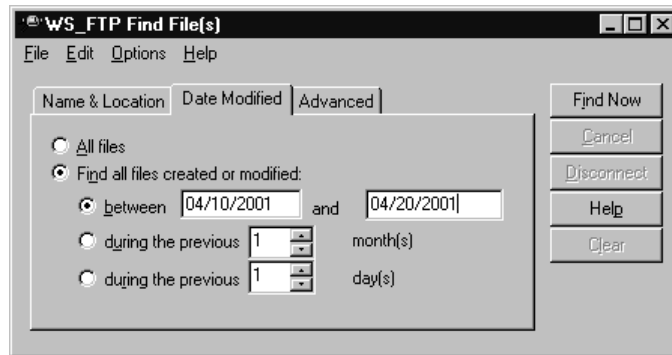 WS_FTP Find File(s)
File Edit Options Help
Name & Location Date Modified Advanced
All files
Find all files created or modified:
between 04/10/2001 and 04/20/2001
during the previous 1 month(s)
during the previous 1 day(s)
Find Now
Cancel
Disconnect
Help
Clear